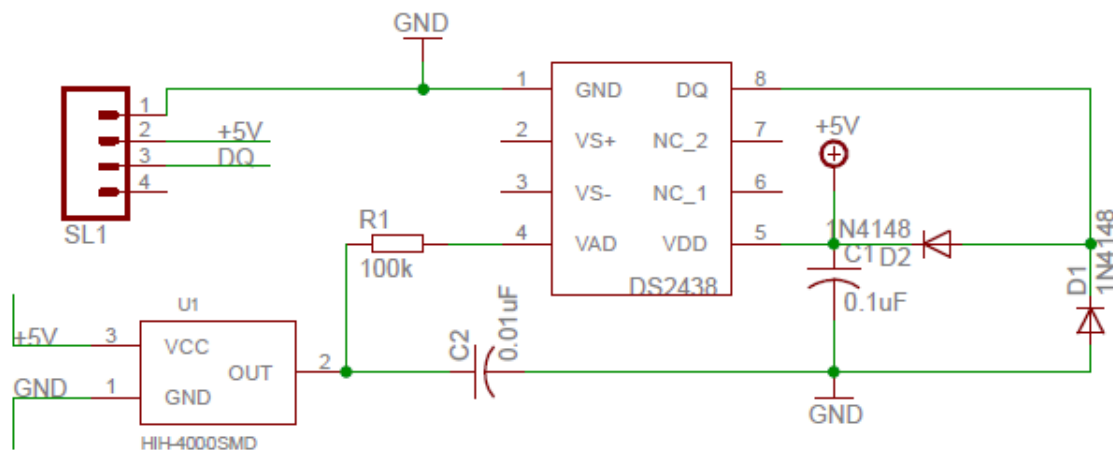 GND
1
2
+5V
3
DQ
4
SL1
1
GND
DQ
8
2
VS+
NC_2
7
3
VS-
NC_1
6
4
VAD
VDD
5
DS2438
+5V
R1
100k
1N4148
D2
C1
0.1uF
D1
1N4148
U1
+5V
3
VCC
OUT
2
GND
1
GND
HIH-4000SMD
C2
0.01uF
GND